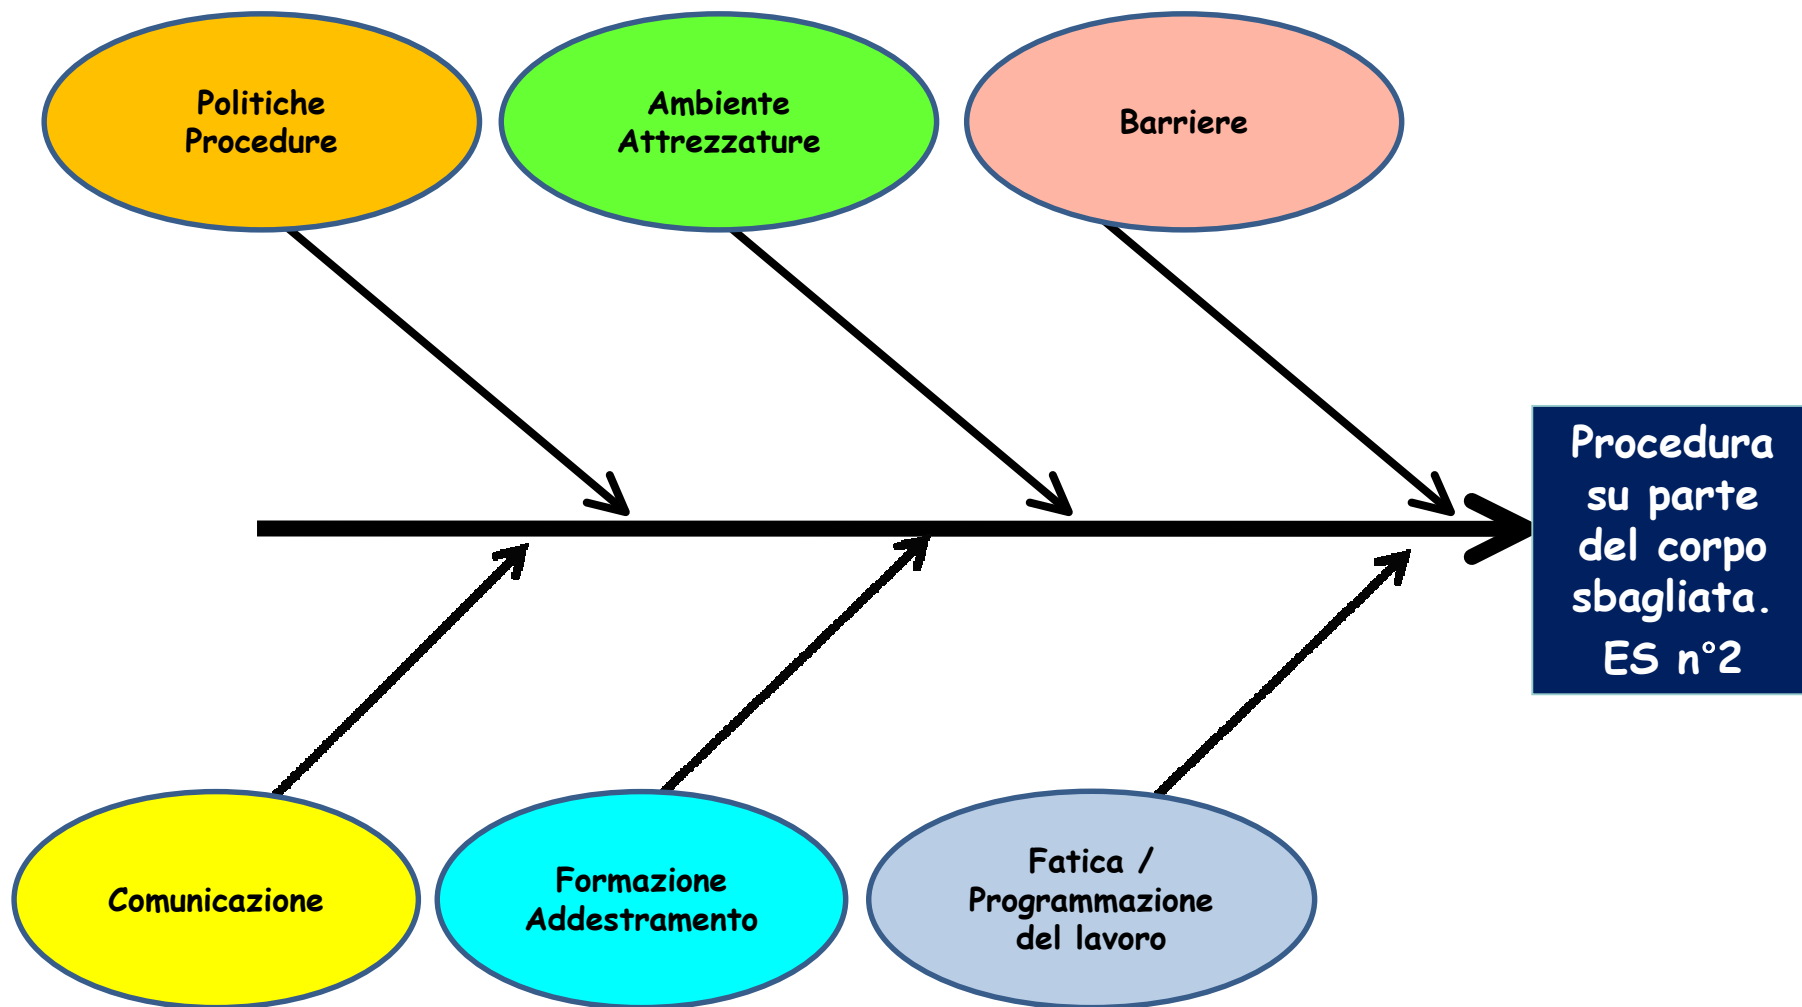 Politiche
Procedure
Ambiente
Attrezzature
Barriere
Procedura
su parte
del corpo
sbagliata.
ES n°2
Comunicazione
Formazione
Addestramento
Fatica /
Programmazione
del lavoro